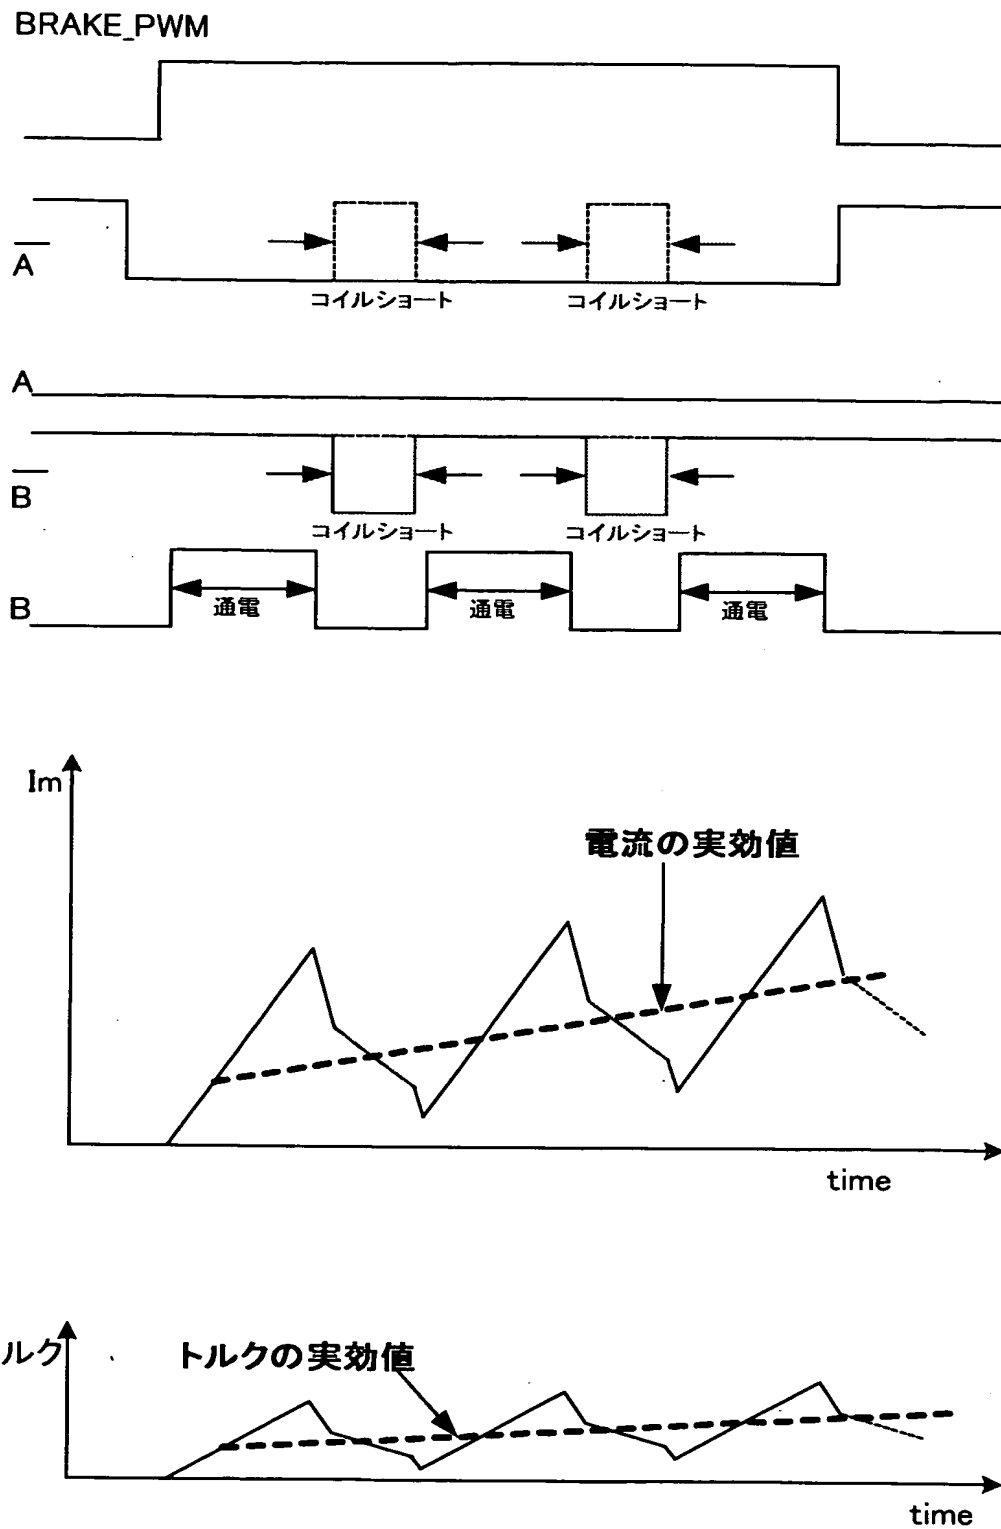 BRAKE_PWM
A
コイルショート コイルショート
A
B
コイルショート コイルショート
B 通電 通電 通電
Im
電流の実効値
time
ルク
トルクの実効値
time